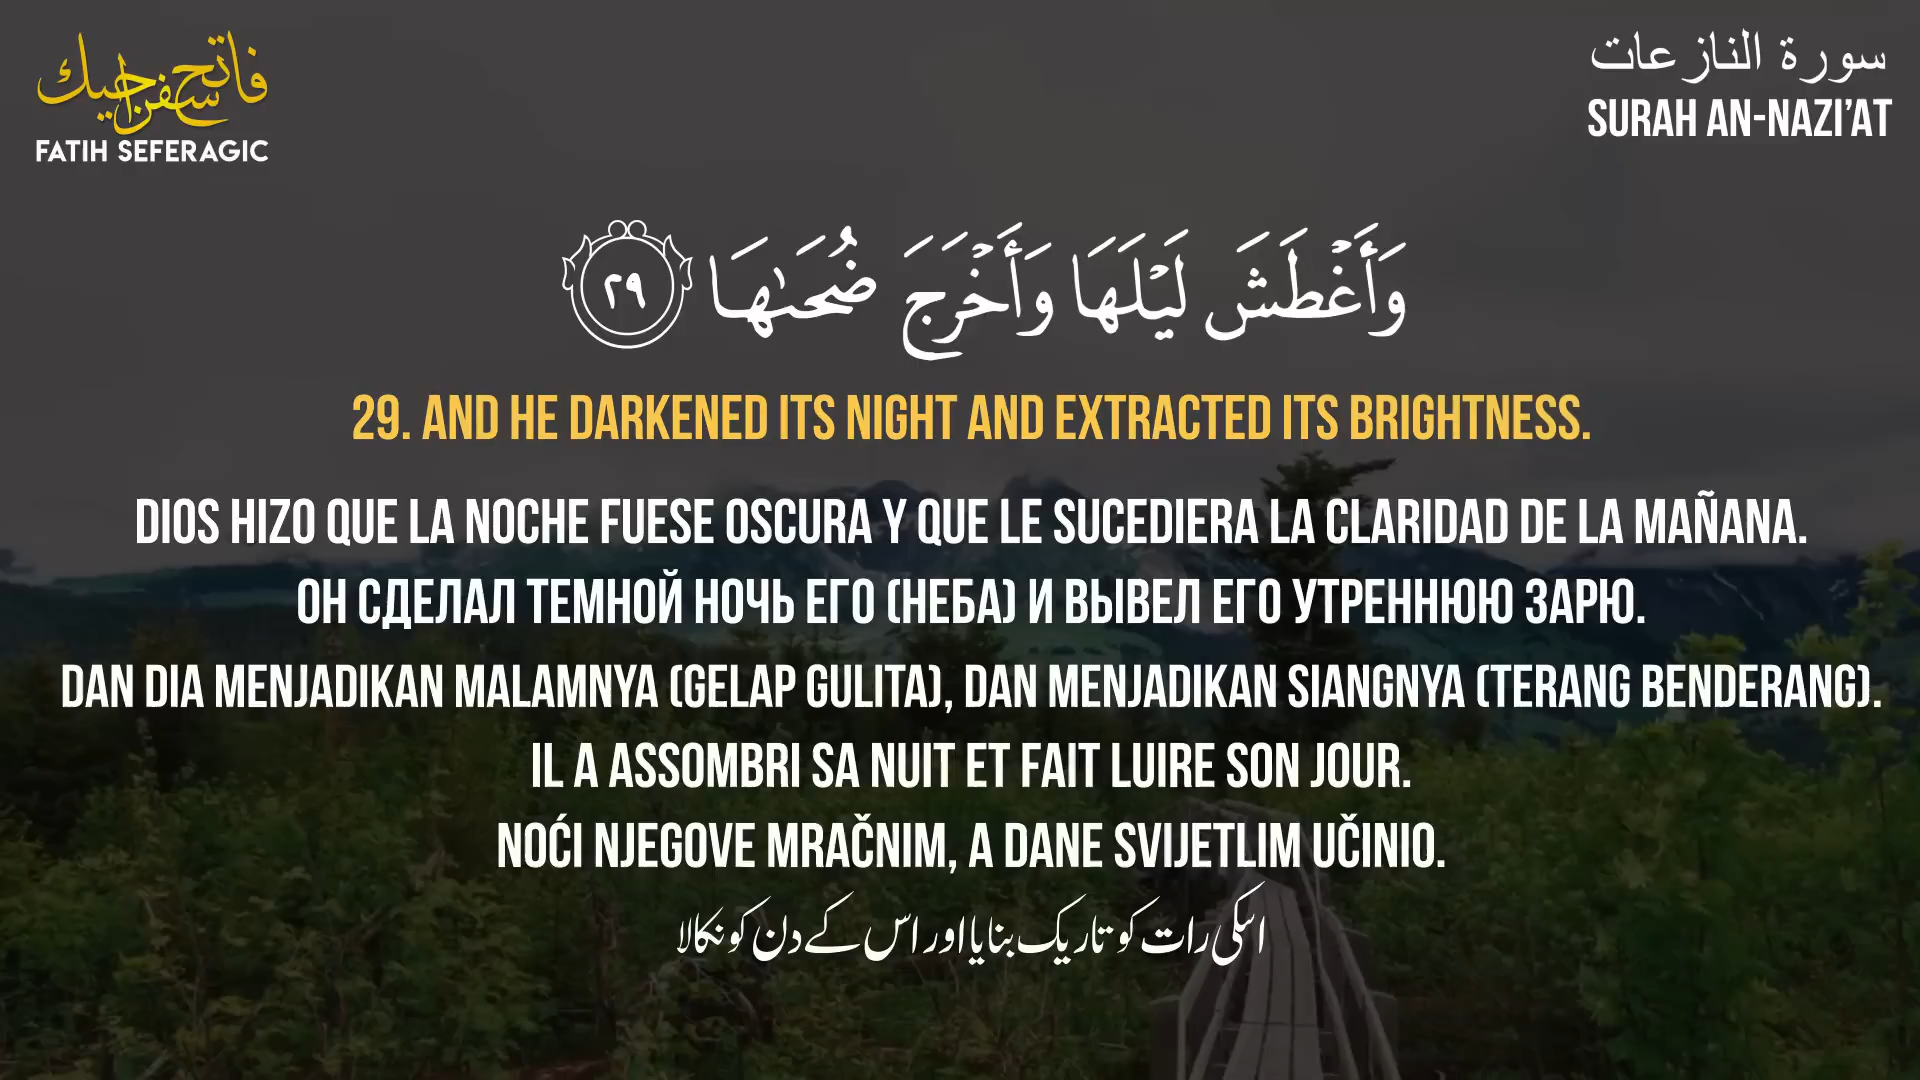 فاتح سفراجيك
FATIH SEFERAGIC
سورة النازعات
SURAH AN-NAZI'AT
وَأَغْطَشَ لَيْلَهَا وَأَخْرَجَ ضُحَىٰهَا ٢٩
29. AND HE DARKENED ITS NIGHT AND EXTRACTED ITS BRIGHTNESS.
DIOS HIZO QUE LA NOCHE FUESE OSCURA Y QUE LE SUCEDIERA LA CLARIDAD DE LA MAÑANA.
ОН СДЕЛАЛ ТЕМНОЙ НОЧЬ ЕГО (НЕБА) И ВЫВЕЛ ЕГО УТРЕННЮЮ ЗАРЮ.
DAN DIA MENJADIKAN MALAMNYA (GELAP GULITA), DAN MENJADIKAN SIANGNYA (TERANG BENDERANG).
IL A ASSOMBRI SA NUIT ET FAIT LUIRE SON JOUR.
NOĆI NJEGOVE MRAČNIM, A DANE SVIJETLIM UČINIO.
اسکی رات کو تاریک بنایا اور اس کے دن کو نکالا